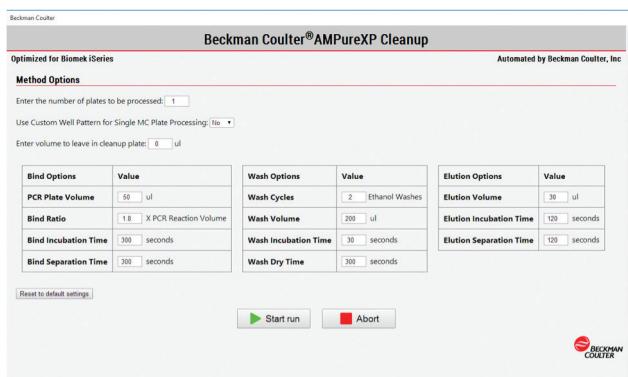 Beckman Coulter
Beckman Coulter®AMPureXP Cleanup
Optimized for Biomek iSeries
Automated by Beckman Coulter, Inc
Method Options
Enter the number of plates to be processed: 1
Use Custom Well Pattern for Single MC Plate Processing: No
Enter volume to leave in cleanup plate: 0 ul
Bind Options Value
PCR Plate Volume 50 ul
Bind Ratio 1.8 X PCR Reaction Volume
Bind Incubation Time 300 seconds
Bind Separation Time 300 seconds
Wash Options Value
Wash Cycles 2 Ethanol Washes
Wash Volume 200 ul
Wash Incubation Time 30 seconds
Wash Dry Time 300 seconds
Elution Options Value
Elution Volume 30 ul
Elution Incubation Time 120 seconds
Elution Separation Time 120 seconds
Reset to default settings
Start run
Abort
BECKMAN
COULTER